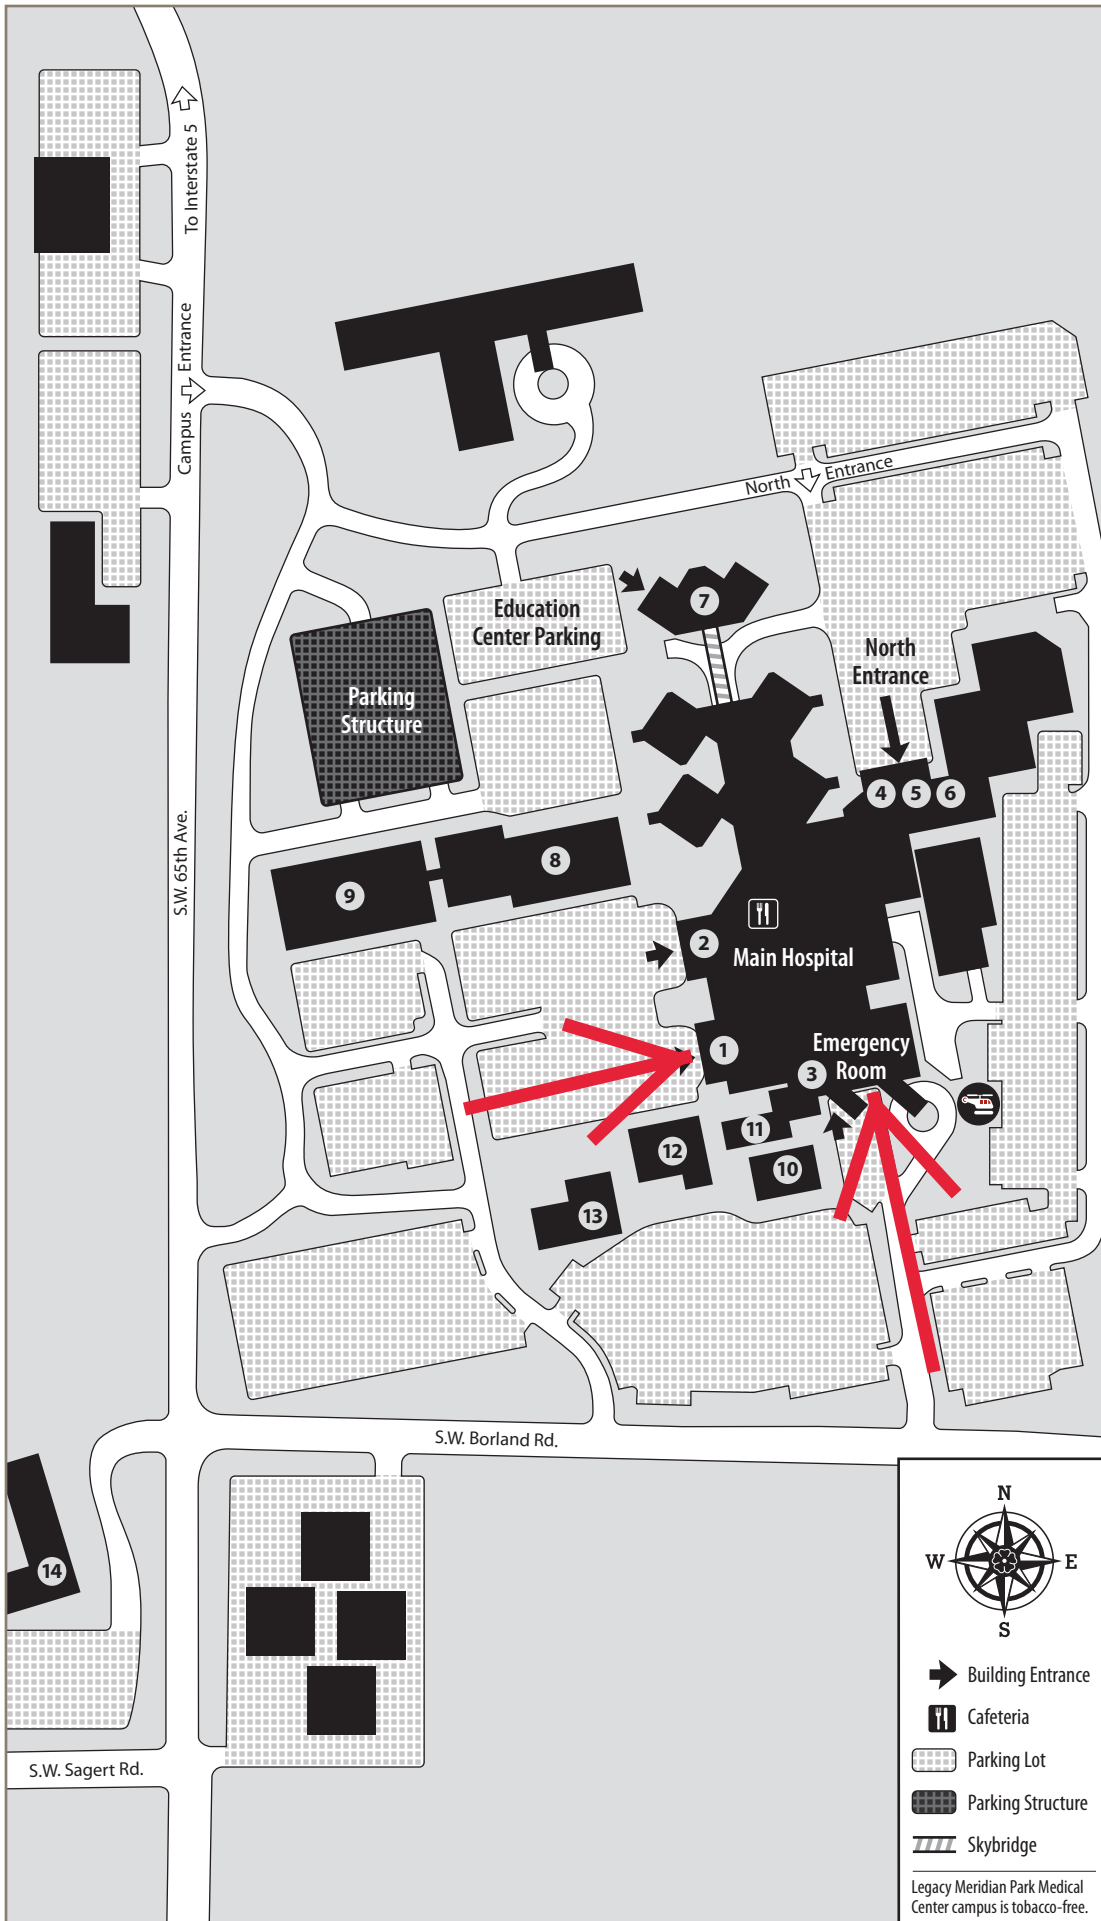 To Interstate 5
Campus Entrance
North Entrance
7
Education
Center Parking
North
Entrance
Parking
Structure
4 5 6
S.W. 65th Ave.
8
9
2
Main Hospital
1
Emergency
Room
3
11
12
10
13
S.W. Borland Rd.
14
S.W. Sagert Rd.
N
W E
S
Building Entrance
Cafeteria
Parking Lot
Parking Structure
Skybridge
Legacy Meridian Park Medical
Center campus is tobacco-free.